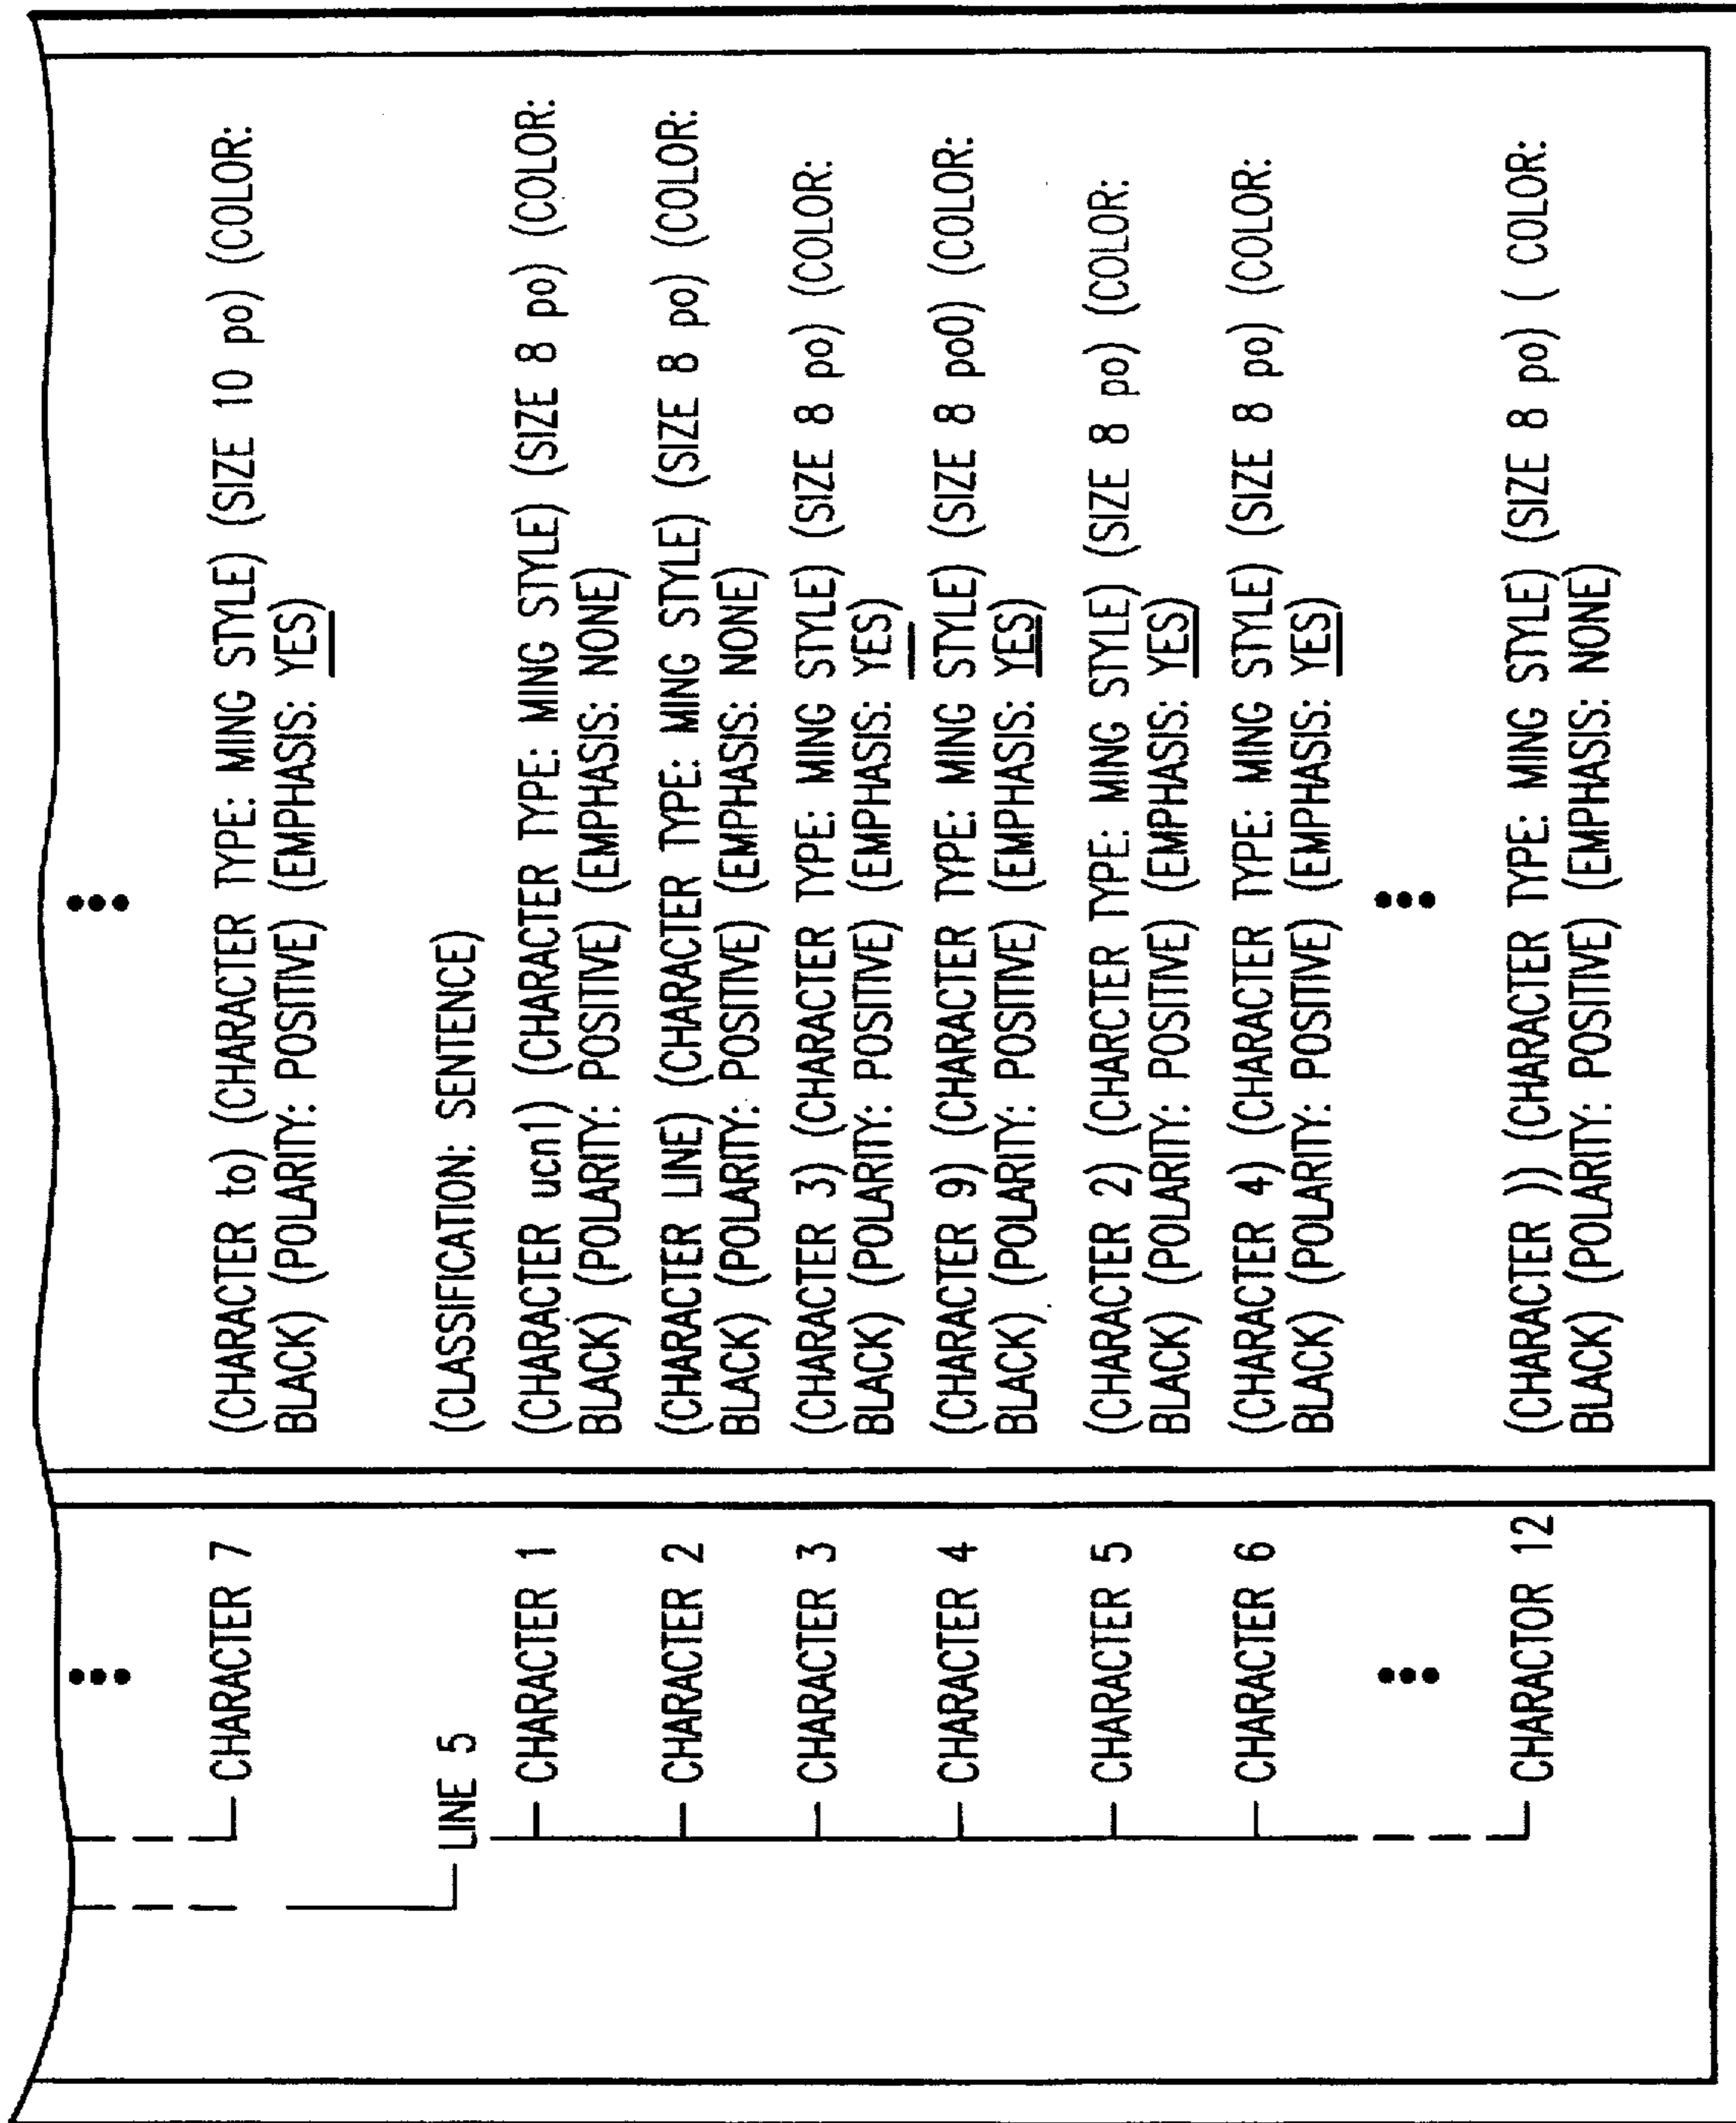 •••
CHARACTER 7
LINE 5
CHARACTER 1
CHARACTER 2
CHARACTER 3
CHARACTER 4
CHARACTER 5
CHARACTER 6
•••
CHARACTOR 12
•••
(CHARACTER to) (CHARACTER TYPE: MING STYLE) (SIZE 10 po) (COLOR:
BLACK) (POLARITY: POSITIVE) (EMPHASIS: YES)
(CLASSIFICATION: SENTENCE)
(CHARACTER ucn1) (CHARACTER TYPE: MING STYLE) (SIZE 8 po) (COLOR:
BLACK) (POLARITY: POSITIVE) (EMPHASIS: NONE)
(CHARACTER LINE) (CHARACTER TYPE: MING STYLE) (SIZE 8 po) (COLOR:
BLACK) (POLARITY: POSITIVE) (EMPHASIS: NONE)
(CHARACTER 3) (CHARACTER TYPE: MING STYLE) (SIZE 8 po) (COLOR:
BLACK) (POLARITY: POSITIVE) (EMPHASIS: YES)
(CHARACTER 9) (CHARACTER TYPE: MING STYLE) (SIZE 8 po0) (COLOR:
BLACK) (POLARITY: POSITIVE) (EMPHASIS: YES)
(CHARACTER 2) (CHARCTER TYPE: MING STYLE) (SIZE 8 po) (COLOR:
BLACK) (POLARITY: POSITIVE) (EMPHASIS: YES)
(CHARACTER 4) (CHARACTER TYPE: MING STYLE) (SIZE 8 po) (COLOR:
BLACK) (POLARITY: POSITIVE) (EMPHASIS: YES)
•••
(CHARACTER )) (CHARACTER TYPE: MING STYLE) (SIZE 8 po) ( COLOR:
BLACK) (POLARITY: POSITIVE) (EMPHASIS: NONE)